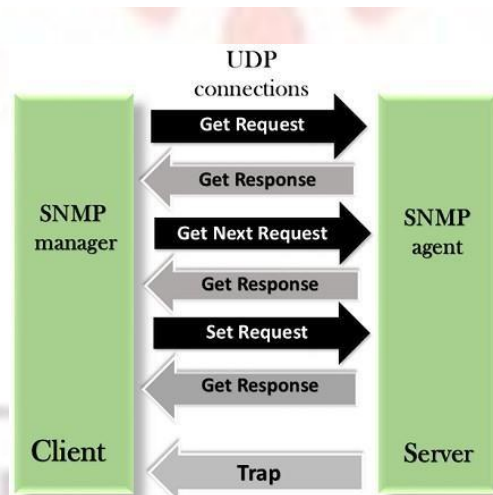 UDP
connections
Get Request
Get Response
SNMP
manager
SNMP
agent
Get Next Request
Get Response
Set Request
Get Response
Client
Server
Trap